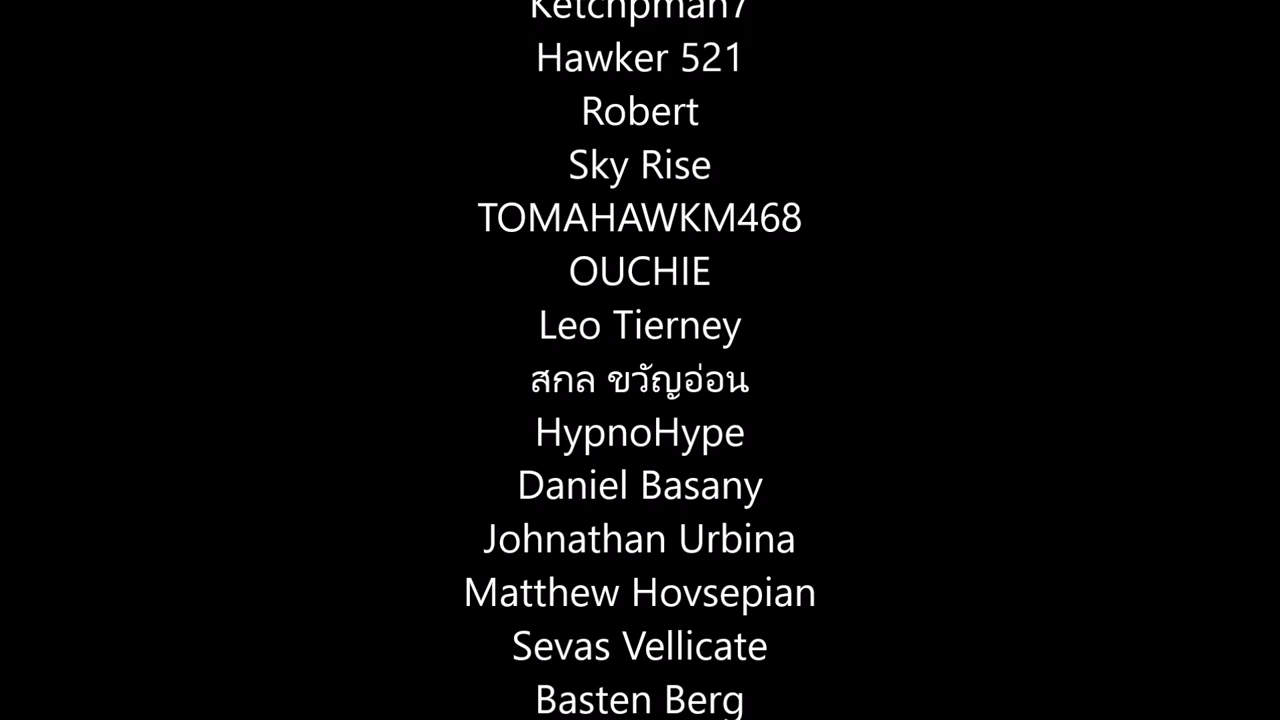 Ketchpman7
Hawker 521
Robert
Sky Rise
TOMAHAWKM468
OUCHIE
Leo Tierney
สกล ขวัญอ่อน
HypnoHype
Daniel Basany
Johnathan Urbina
Matthew Hovsepian
Sevas Vellicate
Basten Berg